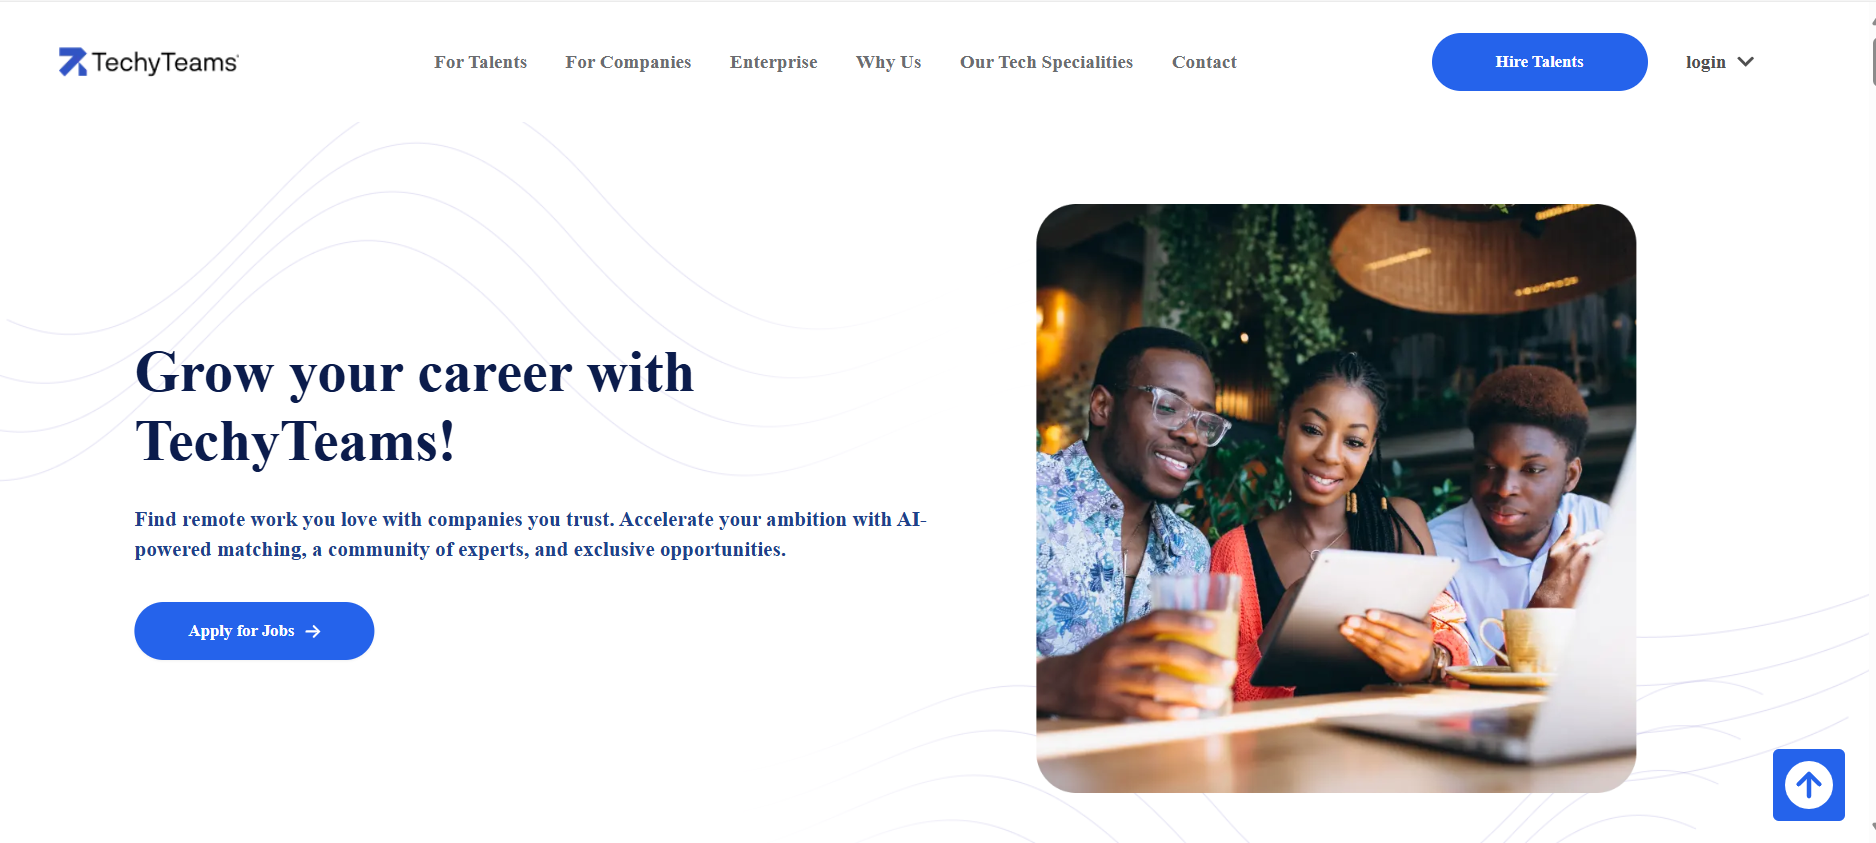 TechyTeams
For Talents
For Companies
Enterprise
Why Us
Our Tech Specialities
Contact
Hire Talents
login
Grow your career with
TechyTeams!
Find remote work you love with companies you trust. Accelerate your ambition with AI-
powered matching, a community of experts, and exclusive opportunities.
Apply for Jobs